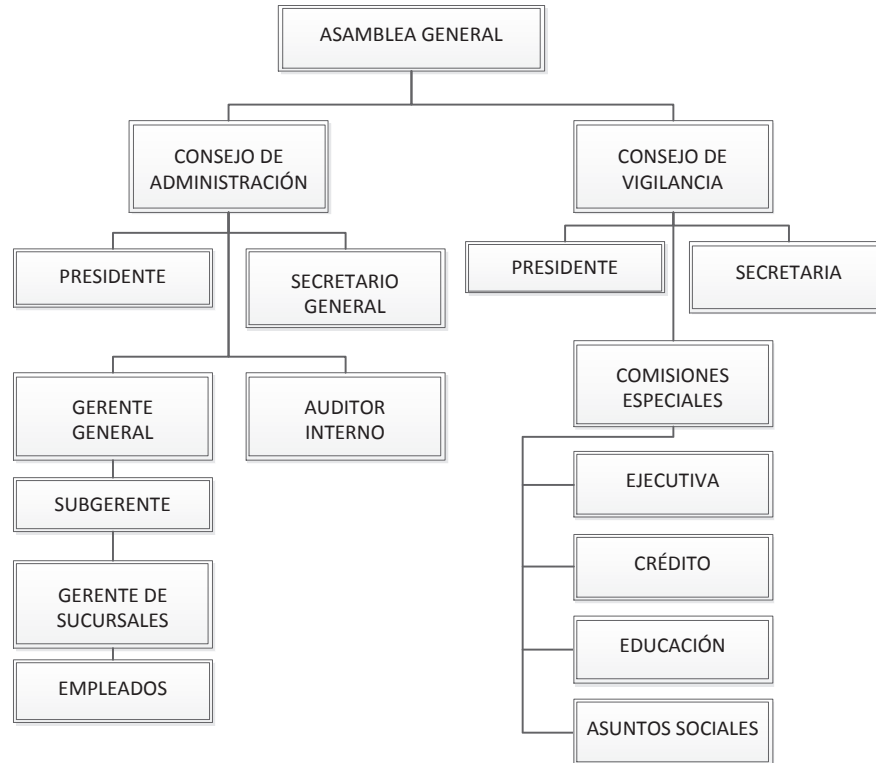 ASAMBLEA GENERAL
CONSEJO DE
ADMINISTRACIÓN
CONSEJO DE
VIGILANCIA
PRESIDENTE
SECRETARIO
GENERAL
PRESIDENTE
SECRETARIA
GERENTE
GENERAL
AUDITOR
INTERNO
COMISIONES
ESPECIALES
SUBGERENTE
EJECUTIVA
GERENTE DE
SUCURSALES
CRÉDITO
EMPLEADOS
EDUCACIÓN
ASUNTOS SOCIALES